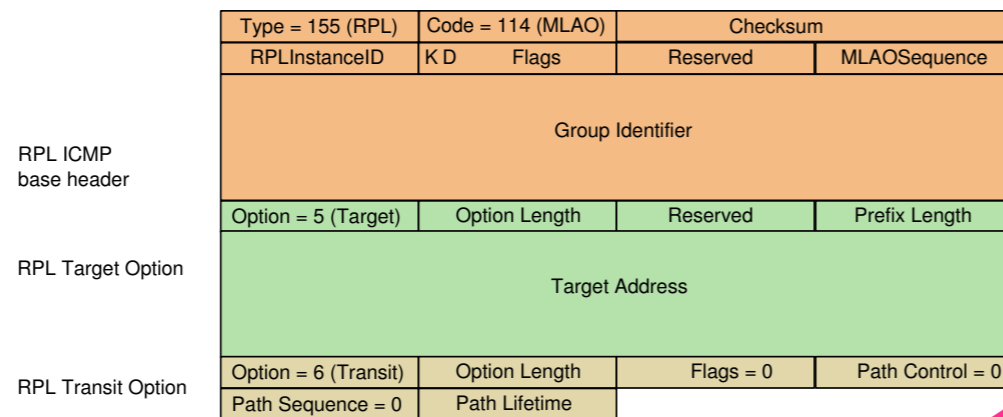 Type = 155 (RPL) Code = 114 (MLAO) Checksum
RPLInstanceID K D Flags Reserved MLAOSequence
Group Identifier
RPL ICMP
base header
Option = 5 (Target) Option Length Reserved Prefix Length
RPL Target Option
Target Address
Option = 6 (Transit) Option Length Flags = 0 Path Control = 0
RPL Transit Option
Path Sequence = 0 Path Lifetime